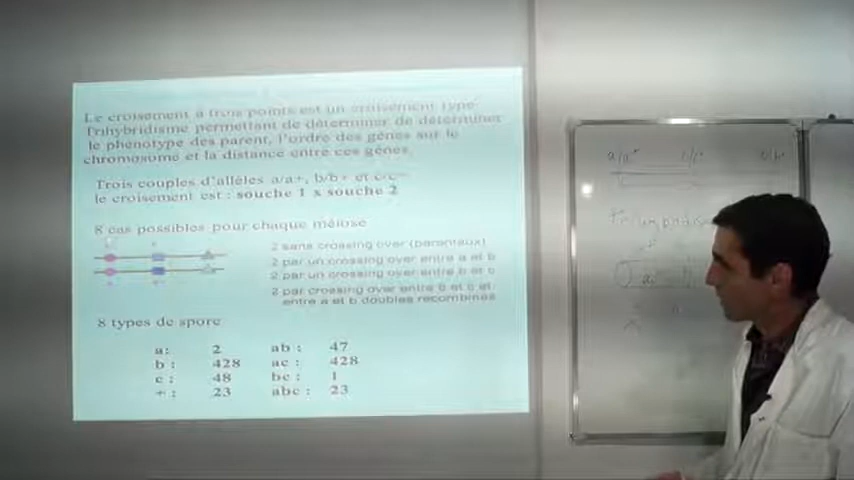 Le croisement à trois points est un croisement type
Trihybridisme permettant de déterminer de déterminer
le phénotype des parent, l'ordre des gènes sur le
chromosome et la distance entre ces gènes.
Trois couples d'allèles a/a+, b/b+ et c/c+
le croisement est : souche 1 x souche 2
8 cas possibles pour chaque méiose
2 sans crossing over (parentaux)
2 par un crossing over entre a et b
2 par un crossing over entre b et c
2 par crossing over entre b et c et
entre a et b doubles recombinés
8 types de spore
a: 2 ab : 47
b : 428 ac : 428
c : 48 bc : 1
+ : 23 abc : 23